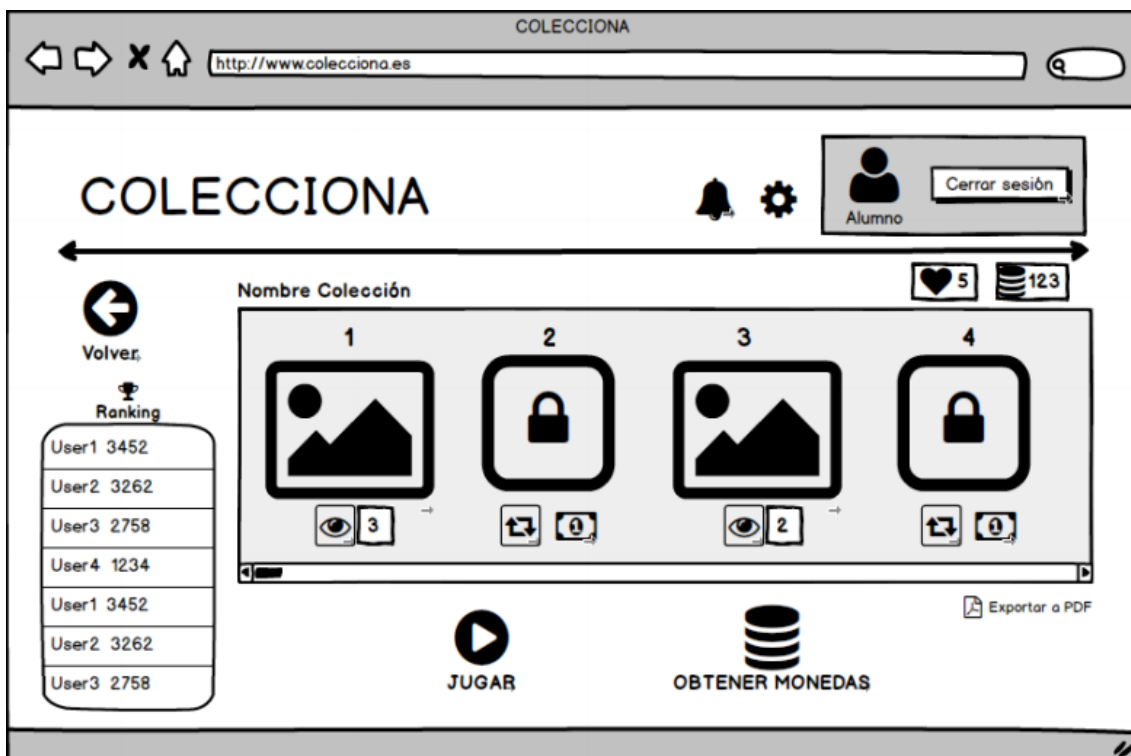 COLECCIONA
http://www.colecciona.es
COLECCIONA
Cerrar sesión
Alumno
5
123
Volver
Nombre Colección
Ranking
User1 3452
User2 3262
User3 2758
User4 1234
User1 3452
User2 3262
User3 2758
1 2 3 4
3 1 2 1
Exportar a PDF
JUGAR
OBTENER MONEDAS